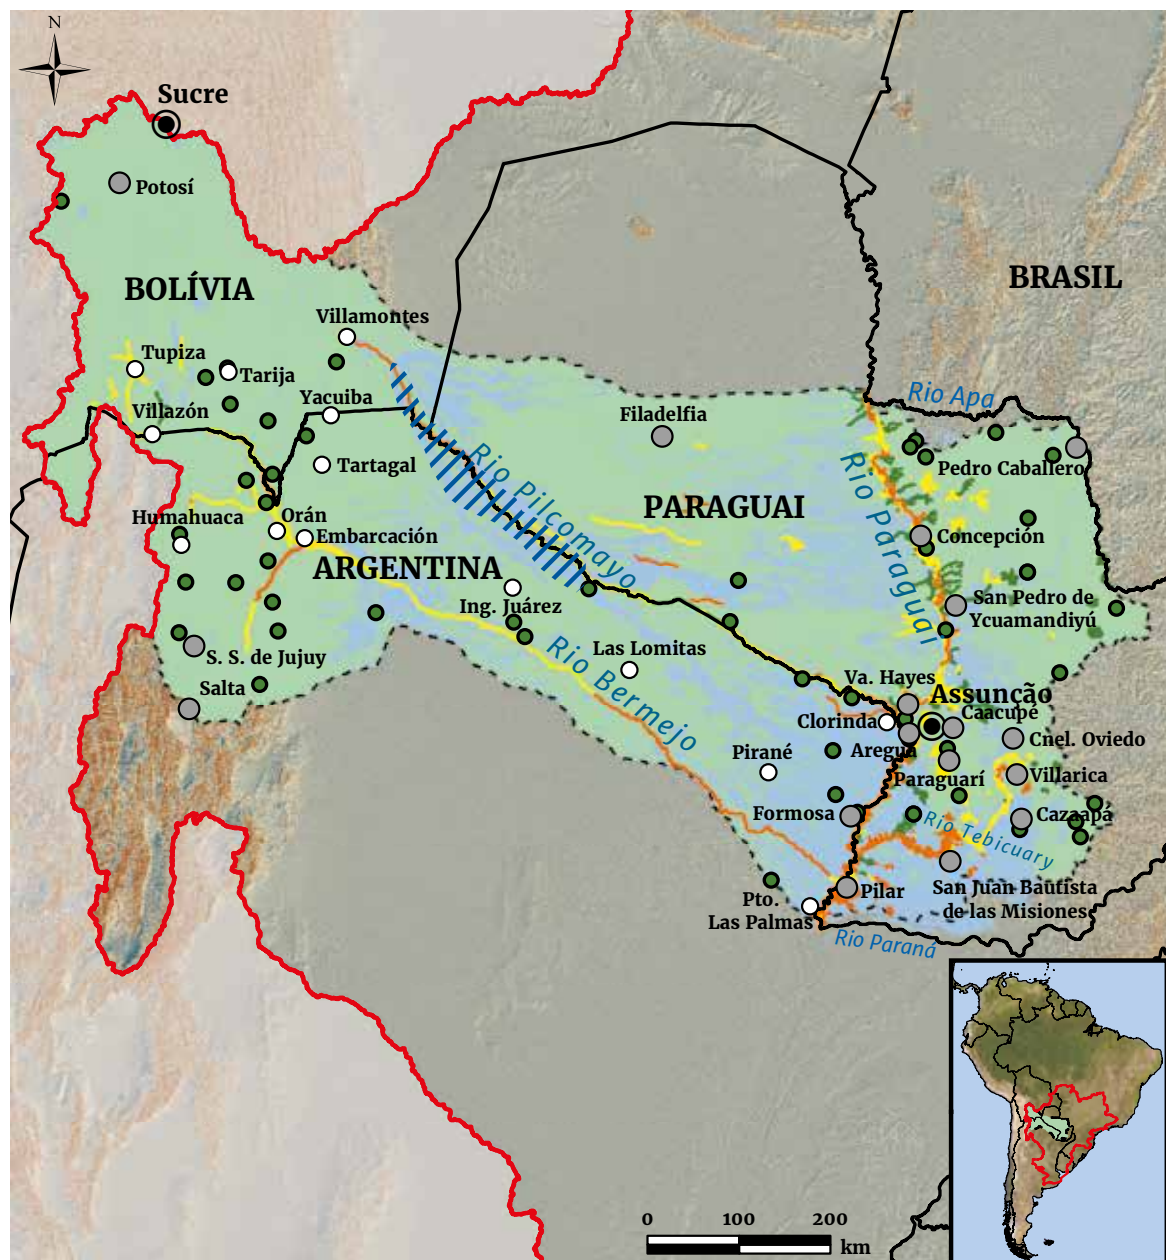 N
Sucre
Potosí
BRASIL
BOLÍVIA
Villamontes
Tupiza
Tarija
Rio Apa
Yacuiba
Villazón
Filadelfia
Rio Pilcomayo
Tartagal
Pedro Caballero
Rio Paraguai
PARAGUAI
Humahuaca
Orán
Embarcación
Concepción
ARGENTINA
Ing. Juárez
San Pedro de
Ycuamandiyú
S. S. de Jujuy
Rio Bermejo
Las Lomitas
Salta
Va. Hayes
Assunção
Clorinda
Caacupé
Cnel. Oviedo
Pirané
Areguá
Paraguarí
Villarica
Formosa
Cazaapá
Rio Tebicuary
Pilar
San Juan Bautista
de las Misiones
Pto.
Las Palmas
Rio Paraná
0 100 200
km